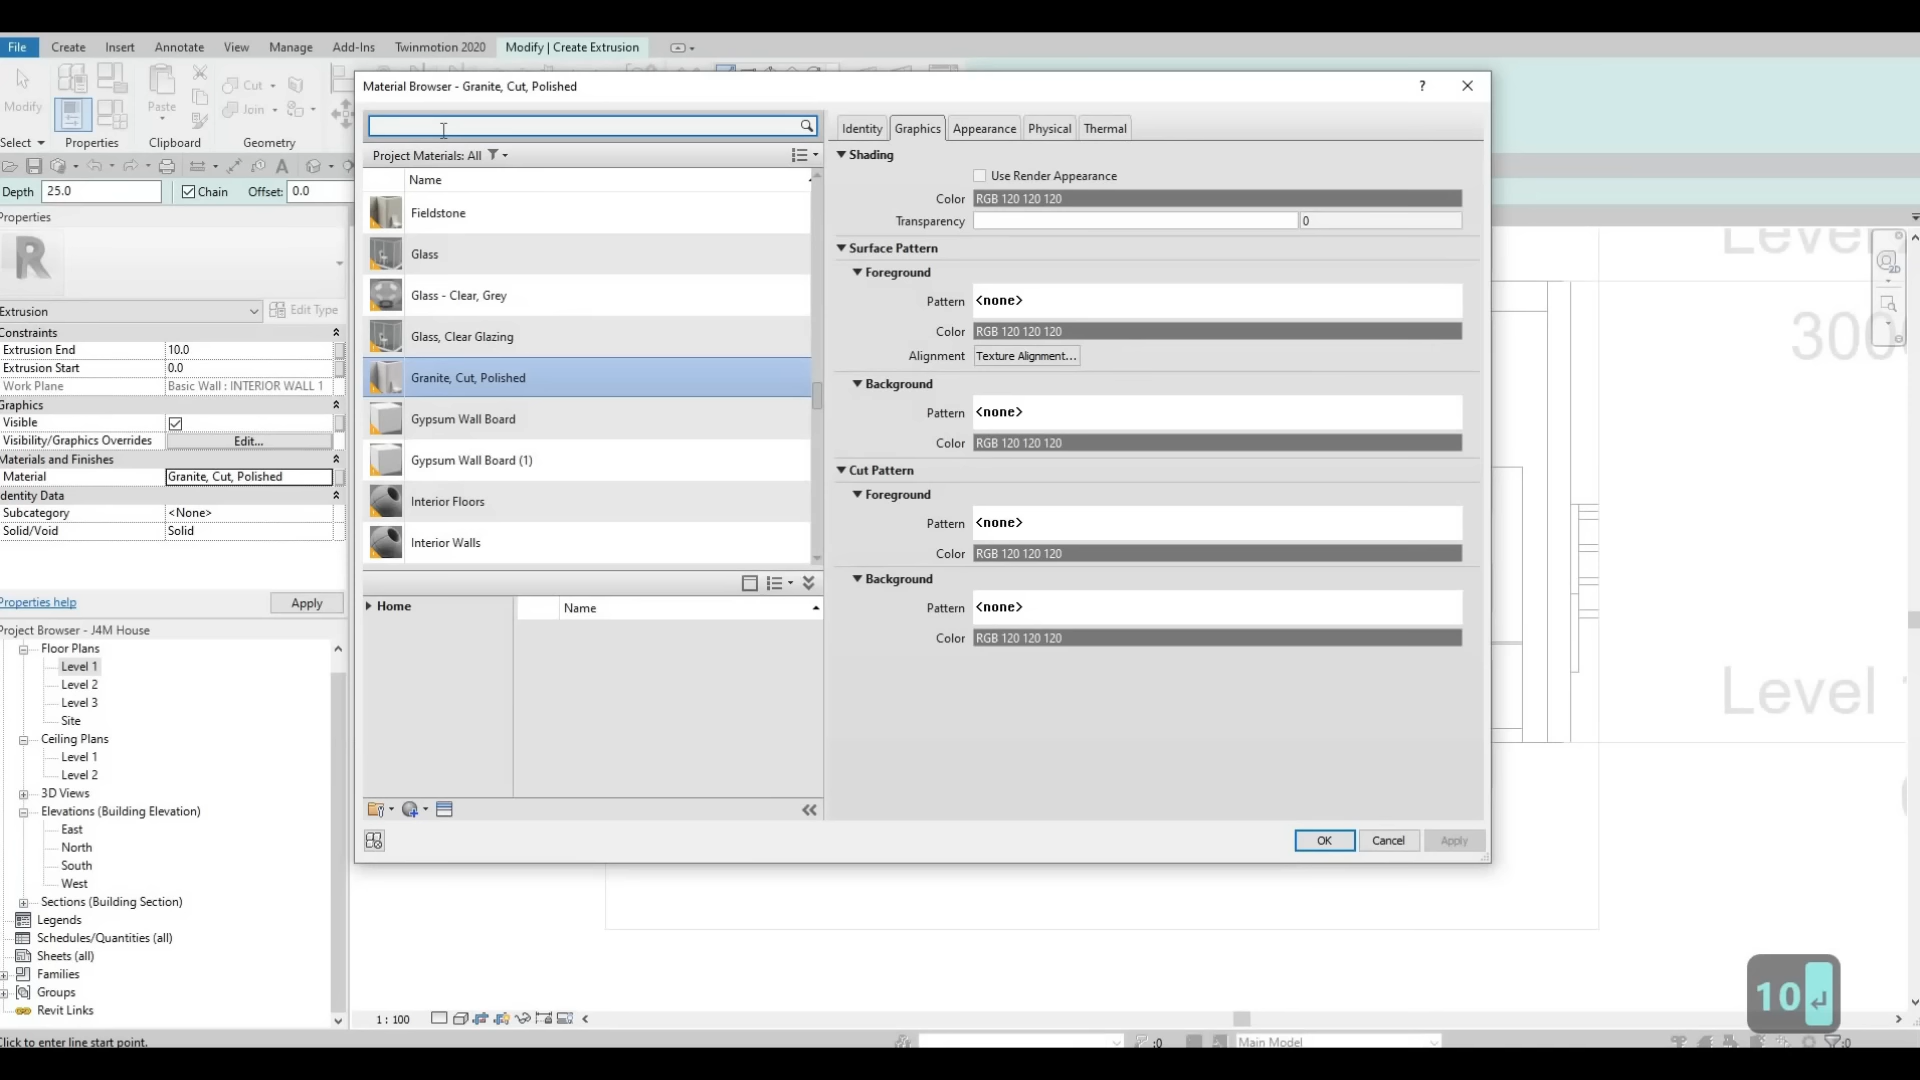 File Create Insert Annotate View Manage Add-Ins Twinmotion 2020 Modify | Create Extrusion
Modify
Cut
Paste
Join
Select Properties Clipboard Geometry
Depth 25.0 Chain Offset: 0.0
Properties
Extrusion Edit Type
Constraints
Extrusion End 10.0
Extrusion Start 0.0
Work Plane Basic Wall : INTERIOR WALL 1
Graphics
Visible
Visibility/Graphics Overrides Edit...
Materials and Finishes
Material Granite, Cut, Polished
Identity Data
Subcategory <None>
Solid/Void Solid
Properties help Apply
Project Browser - J4M House
Floor Plans
Level 1
Level 2
Level 3
Site
Ceiling Plans
Level 1
Level 2
3D Views
Elevations (Building Elevation)
East
North
South
West
Sections (Building Section)
Legends
Schedules/Quantities (all)
Sheets (all)
Families
Groups
Revit Links
Click to enter line start point.
Material Browser - Granite, Cut, Polished
? 
Project Materials: All
Name
Fieldstone
Glass
Glass - Clear, Grey
Glass, Clear Glazing
Granite, Cut, Polished
Gypsum Wall Board
Gypsum Wall Board (1)
Interior Floors
Interior Walls
Home Name
Identity Graphics Appearance Physical Thermal
Shading
Use Render Appearance
Color RGB 120 120 120
Transparency 0
Surface Pattern
Foreground
Pattern <none>
Color RGB 120 120 120
Alignment Texture Alignment...
Background
Pattern <none>
Color RGB 120 120 120
Cut Pattern
Foreground
Pattern <none>
Color RGB 120 120 120
Background
Pattern <none>
Color RGB 120 120 120
OK Cancel Apply
2D
Level
300
Level
10
1 : 100
:0 Main Model :0